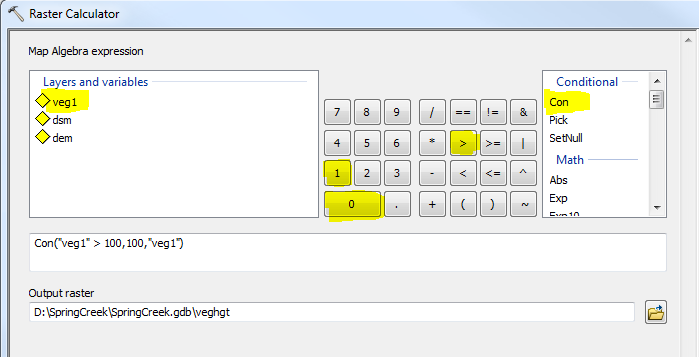 Raster Calculator
Map Algebra expression
Layers and variables
veg1
dsm
dem
7 8 9 / == != &
4 5 6 * > >= |
1 2 3 - < <= ^
0 . + ( ) ~
Conditional
Con
Pick
SetNull
Math
Abs
Exp
Exp10
Con("veg1" > 100,100,"veg1")
Output raster
D:\SpringCreek\SpringCreek.gdb\veghgt